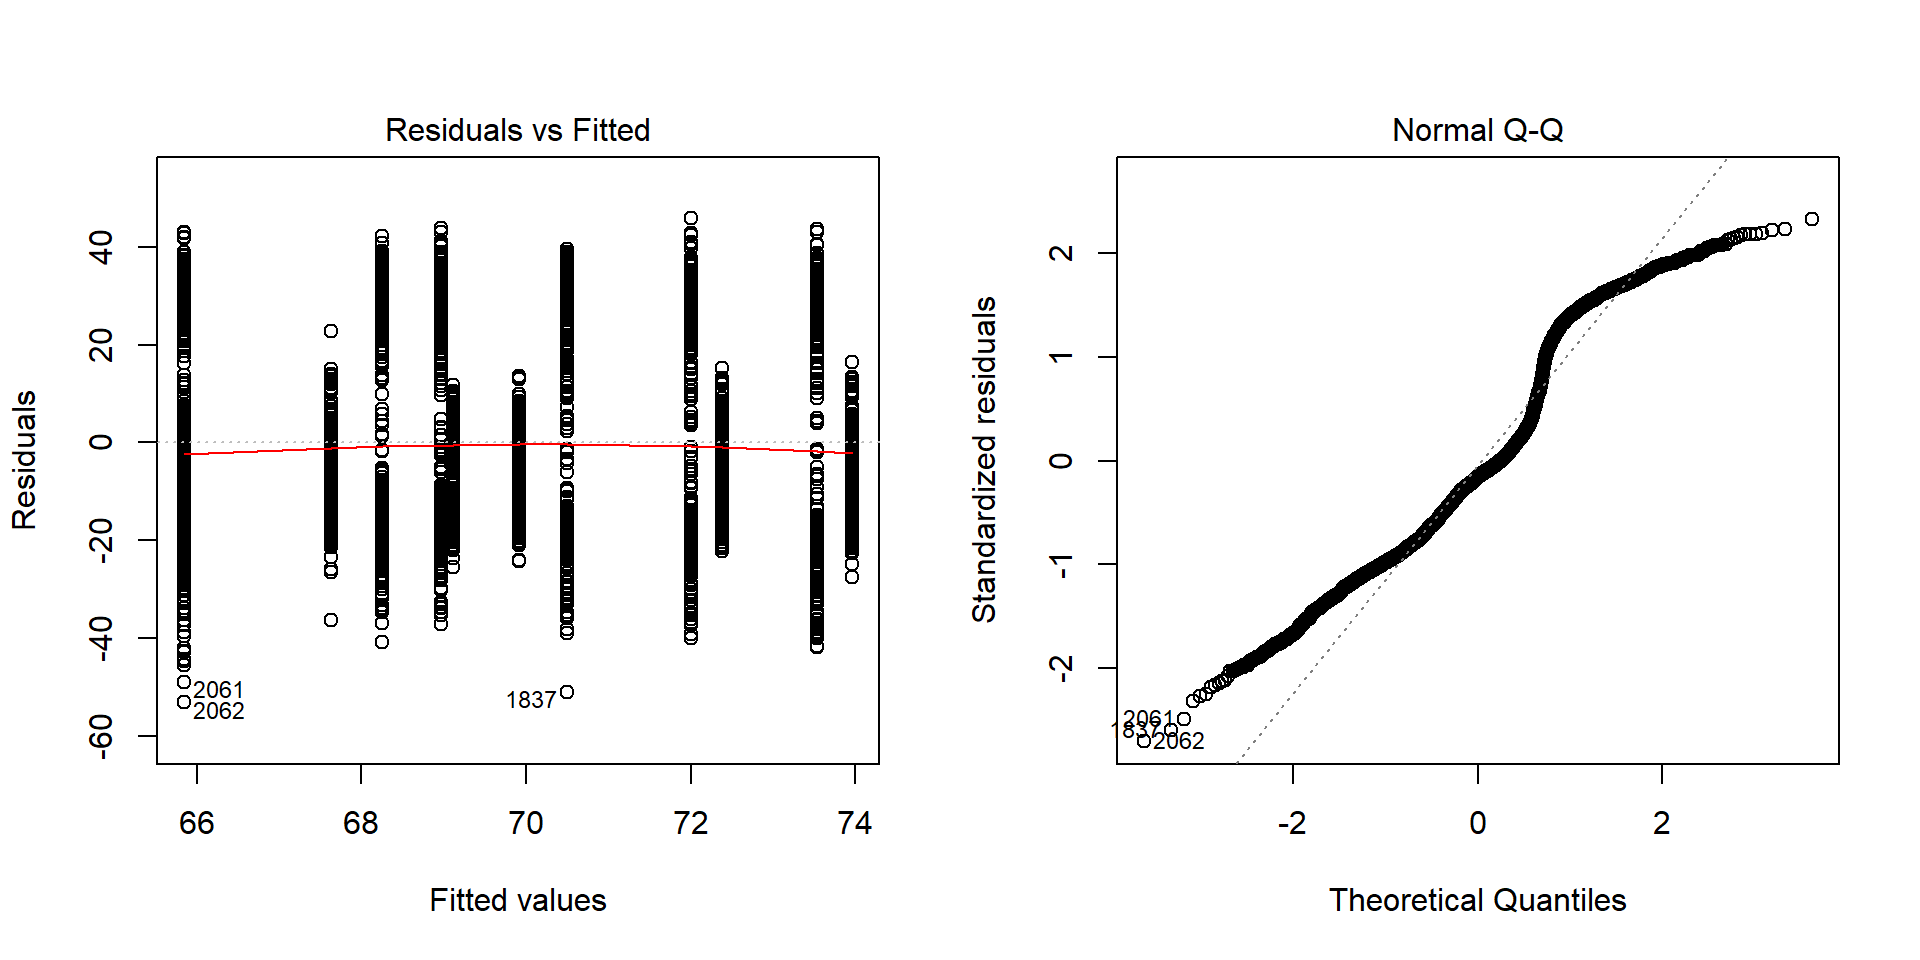 Residuals vs Fitted
Residuals
40
20
0
-20
-40
-60
2061
2062
1837
66 68 70 72 74
Fitted values
Normal Q-Q
Standardized residuals
2
1
0
-1
-2
2061
1837
2062
-2 0 2
Theoretical Quantiles